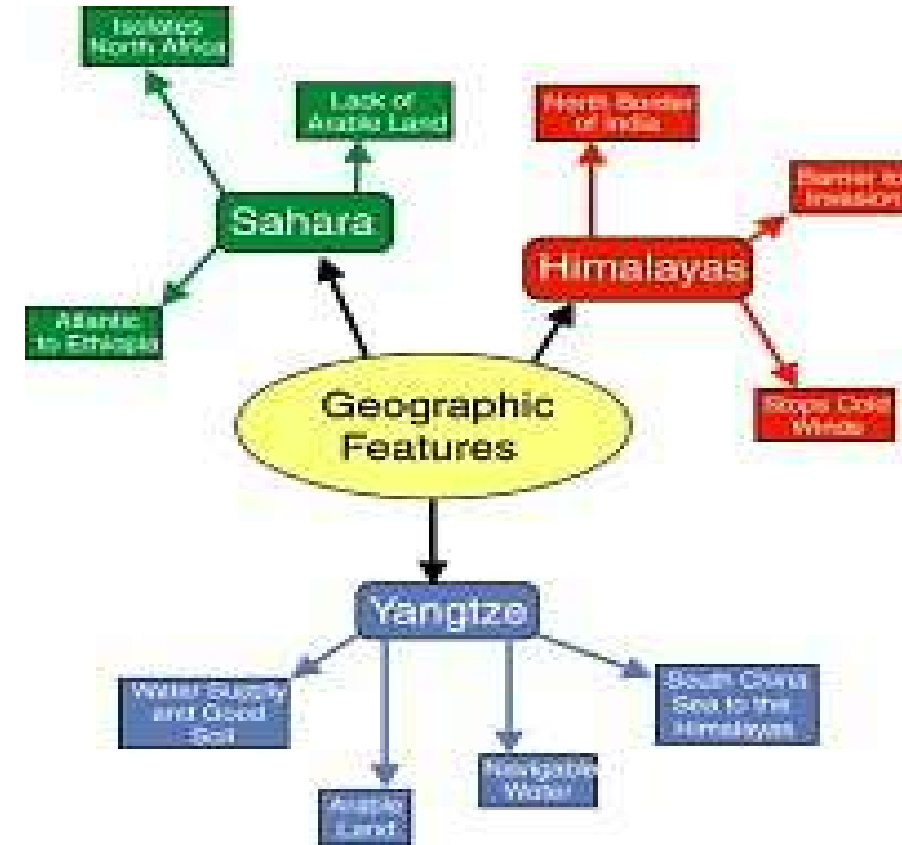 Isolates
North Africa
Lack of
Arable Land
Sahara
Atlantic
to Ethiopia
North Border
of India
Barrier to
Invasion
Himalayas
Stops Cold
Winds
Geographic
Features
Yangtze
Water Supply
and Good
Soil
Arable
Land
Navigable
Water
South China
Sea to the
Himalayas